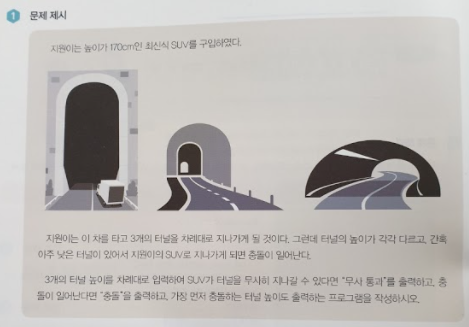 1 문제 제시
지원이는 높이가 170cm인 최신식 SUV를 구입하였다.
지원이는 이 차를 타고 3개의 터널을 차례대로 지나가게 될 것이다. 그런데 터널의 높이가 각각 다르고, 간혹
아주 낮은 터널이 있어서 지원이의 SUV로 지나가게 되면 충돌이 일어난다.
3개의 터널 높이를 차례대로 입력하여 SUV가 터널을 무사히 지나갈 수 있다면 “무사 통과”를 출력하고, 충
돌이 일어난다면 “충돌”을 출력하고, 가장 먼저 충돌하는 터널 높이도 출력하는 프로그램을 작성하시오.